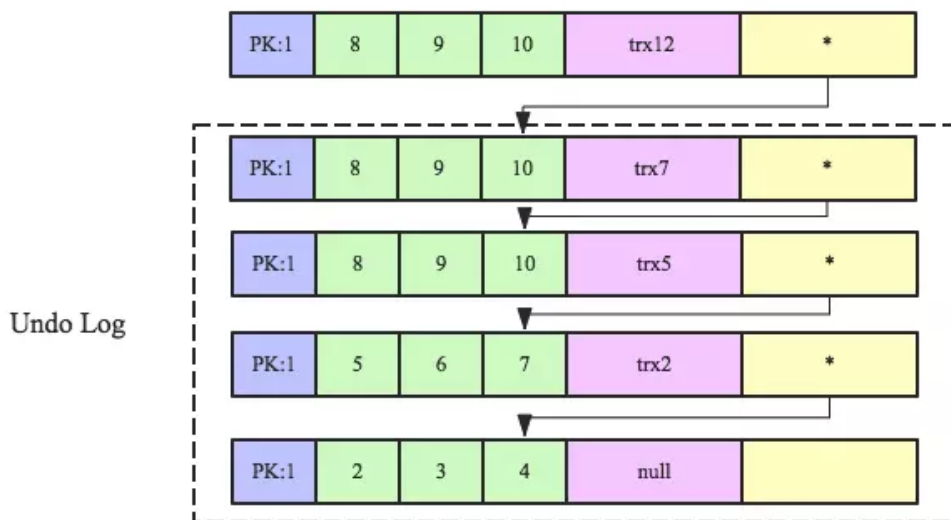 PK:1 8 9 10 trx12 *
PK:1 8 9 10 trx7 *
PK:1 8 9 10 trx5 *
Undo Log
PK:1 5 6 7 trx2 *
PK:1 2 3 4 null